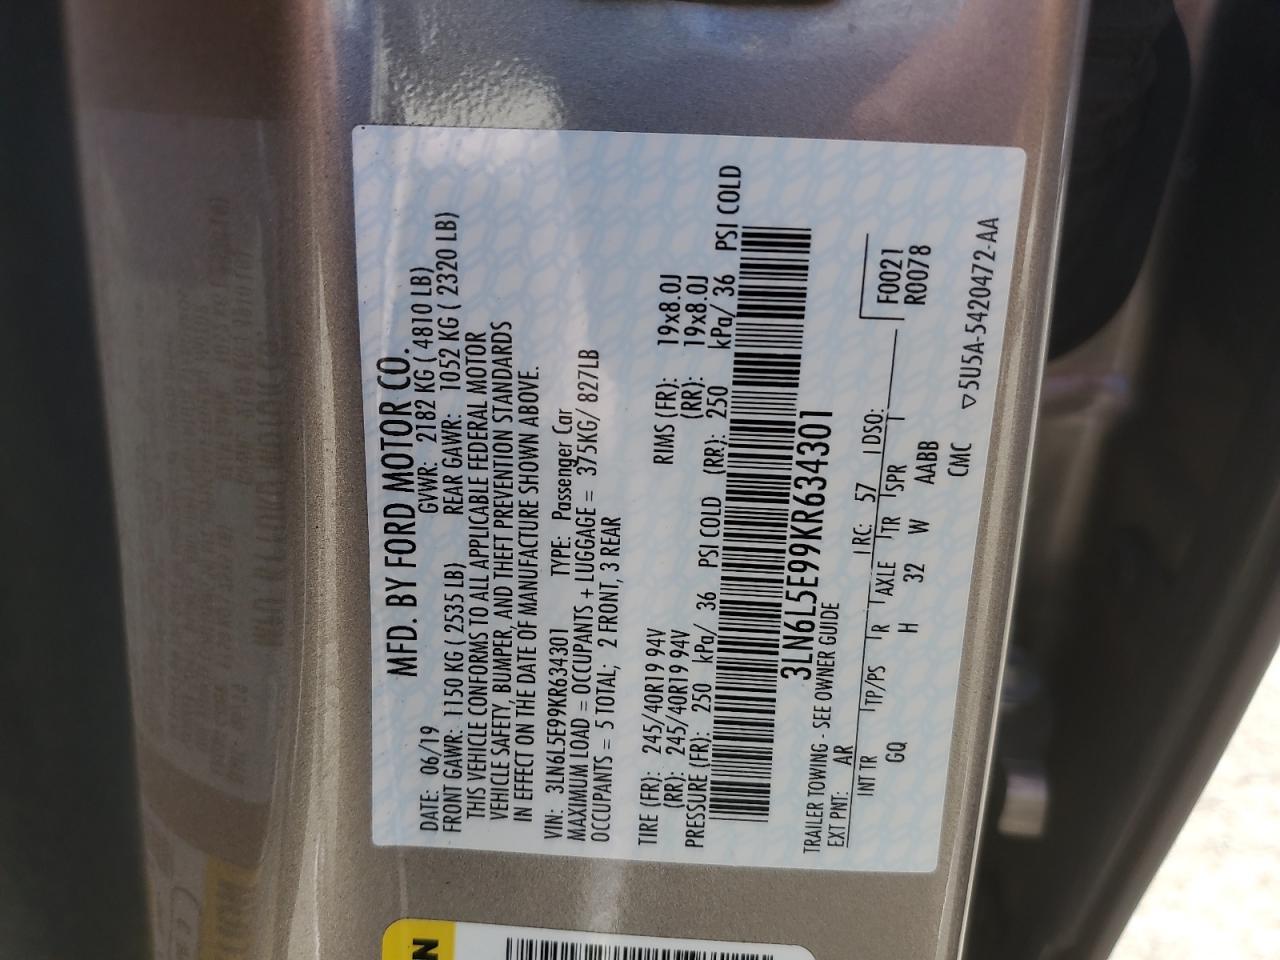 MFD. BY FORD MOTOR CO.
DATE: 06/19 GVWR: 2182 KG ( 4810 LB)
FRONT GAWR: 1150 KG ( 2535 LB) REAR GAWR: 1052 KG ( 2320 LB)
THIS VEHICLE CONFORMS TO ALL APPLICABLE FEDERAL MOTOR
VEHICLE SAFETY, BUMPER, AND THEFT PREVENTION STANDARDS
IN EFFECT ON THE DATE OF MANUFACTURE SHOWN ABOVE.
VIN: 3LN6L5E99KR634301 TYPE: Passenger Car
MAXIMUM LOAD = OCCUPANTS + LUGGAGE = 375KG/ 827LB
OCCUPANTS = 5 TOTAL; 2 FRONT, 3 REAR
TIRE (FR): 245/40R19 94V RIMS (FR): 19x8.0J
(RR): 245/40R19 94V (RR): 19x8.0J
PRESSURE (FR): 250 kPa/ 36 PSI COLD (RR): 250 kPa/ 36 PSI COLD
3LN6L5E99KR634301
TRAILER TOWING - SEE OWNER GUIDE
EXT PNT: AR RC: 57 DSO: F0021
INT TR TP/PS R AXLE TR SPR R0078
GQ H 32 W AABB
CMC ▽5U5A-5420472-AA